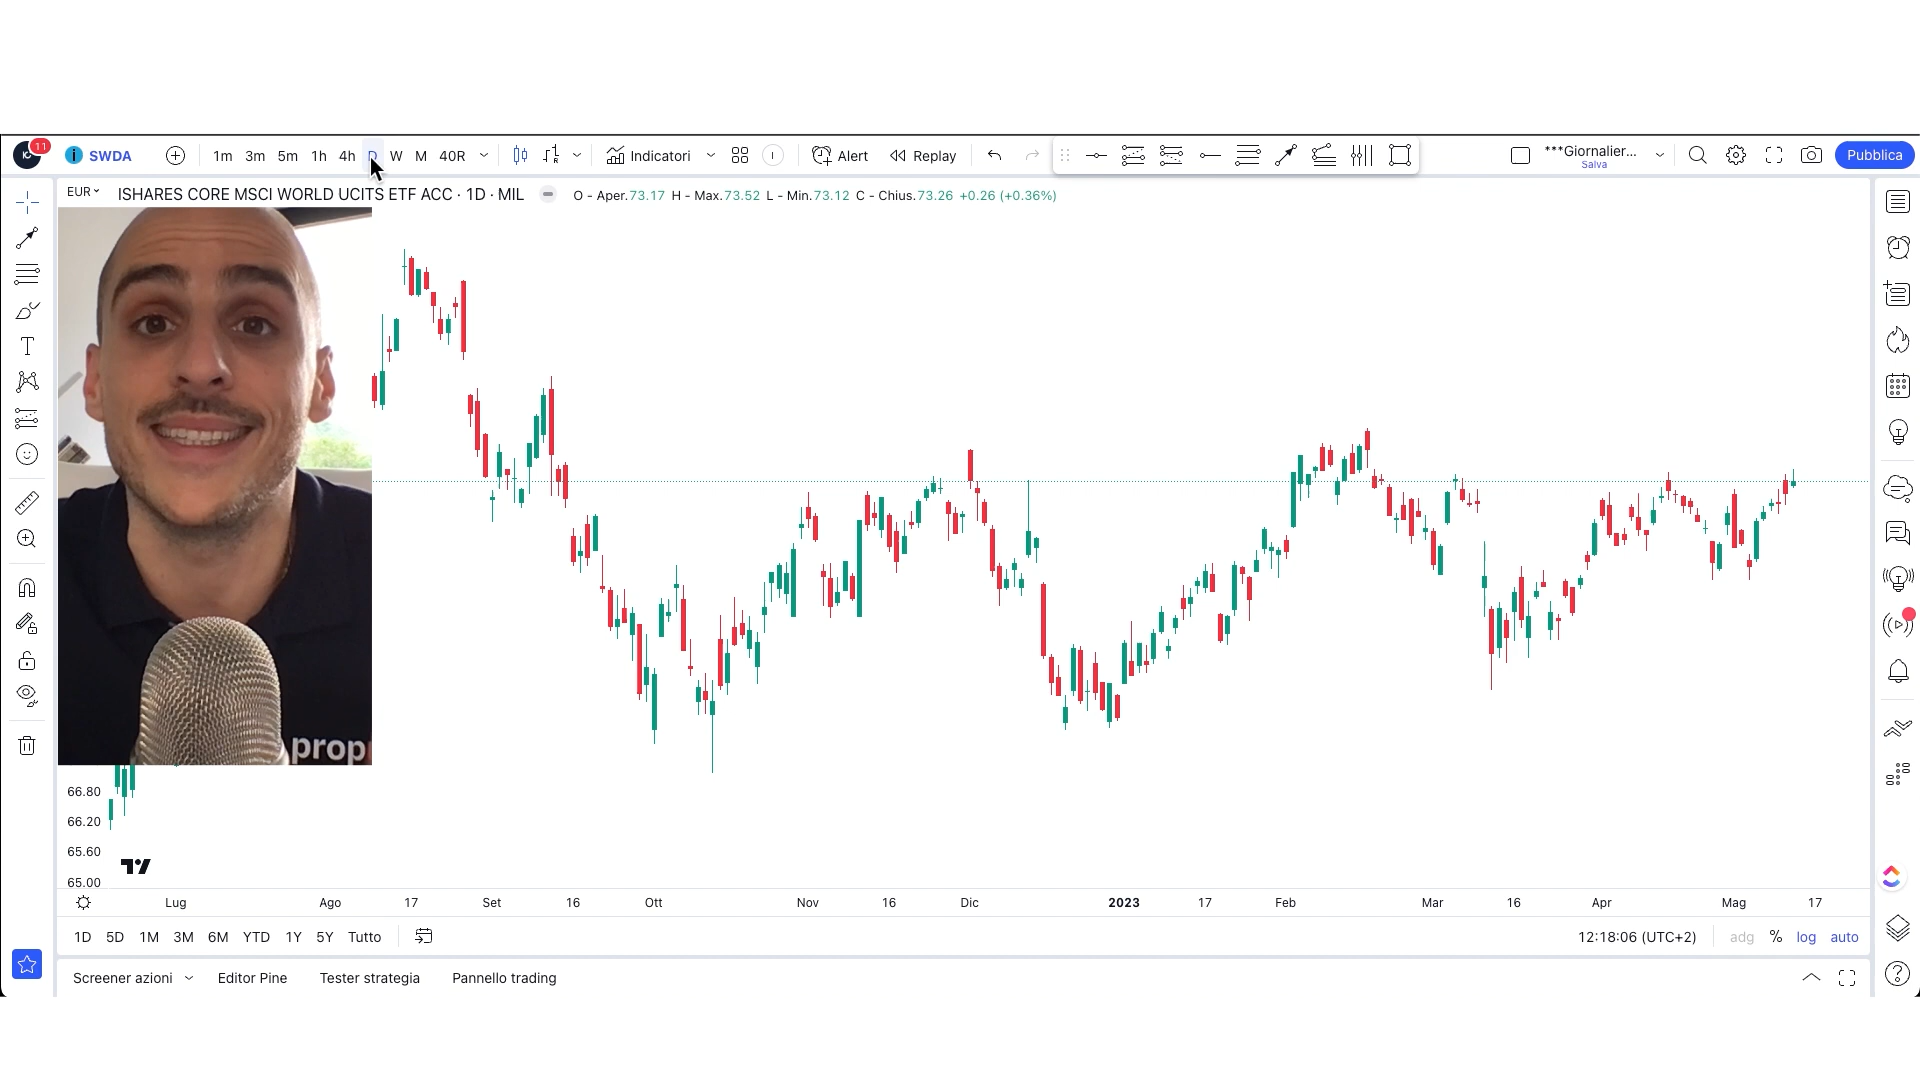 11
SWDA
1m 3m 5m 1h 4h D W M 40R
Indicatori
Alert
Replay
***Giornalier...
Salva
Pubblica
EUR
ISHARES CORE MSCI WORLD UCITS ETF ACC · 1D · MIL
O - Aper.73.17 H - Max.73.52 L - Min.73.12 C - Chius.73.26 +0.26 (+0.36%)
prop
66.80
66.20
65.60
65.00
Lug Ago 17 Set 16 Ott Nov 16 Dic 2023 17 Feb Mar 16 Apr Mag 17
1D 5D 1M 3M 6M YTD 1Y 5Y Tutto
12:18:06 (UTC+2) adg % log auto
Screener azioni Editor Pine Tester strategia Pannello trading